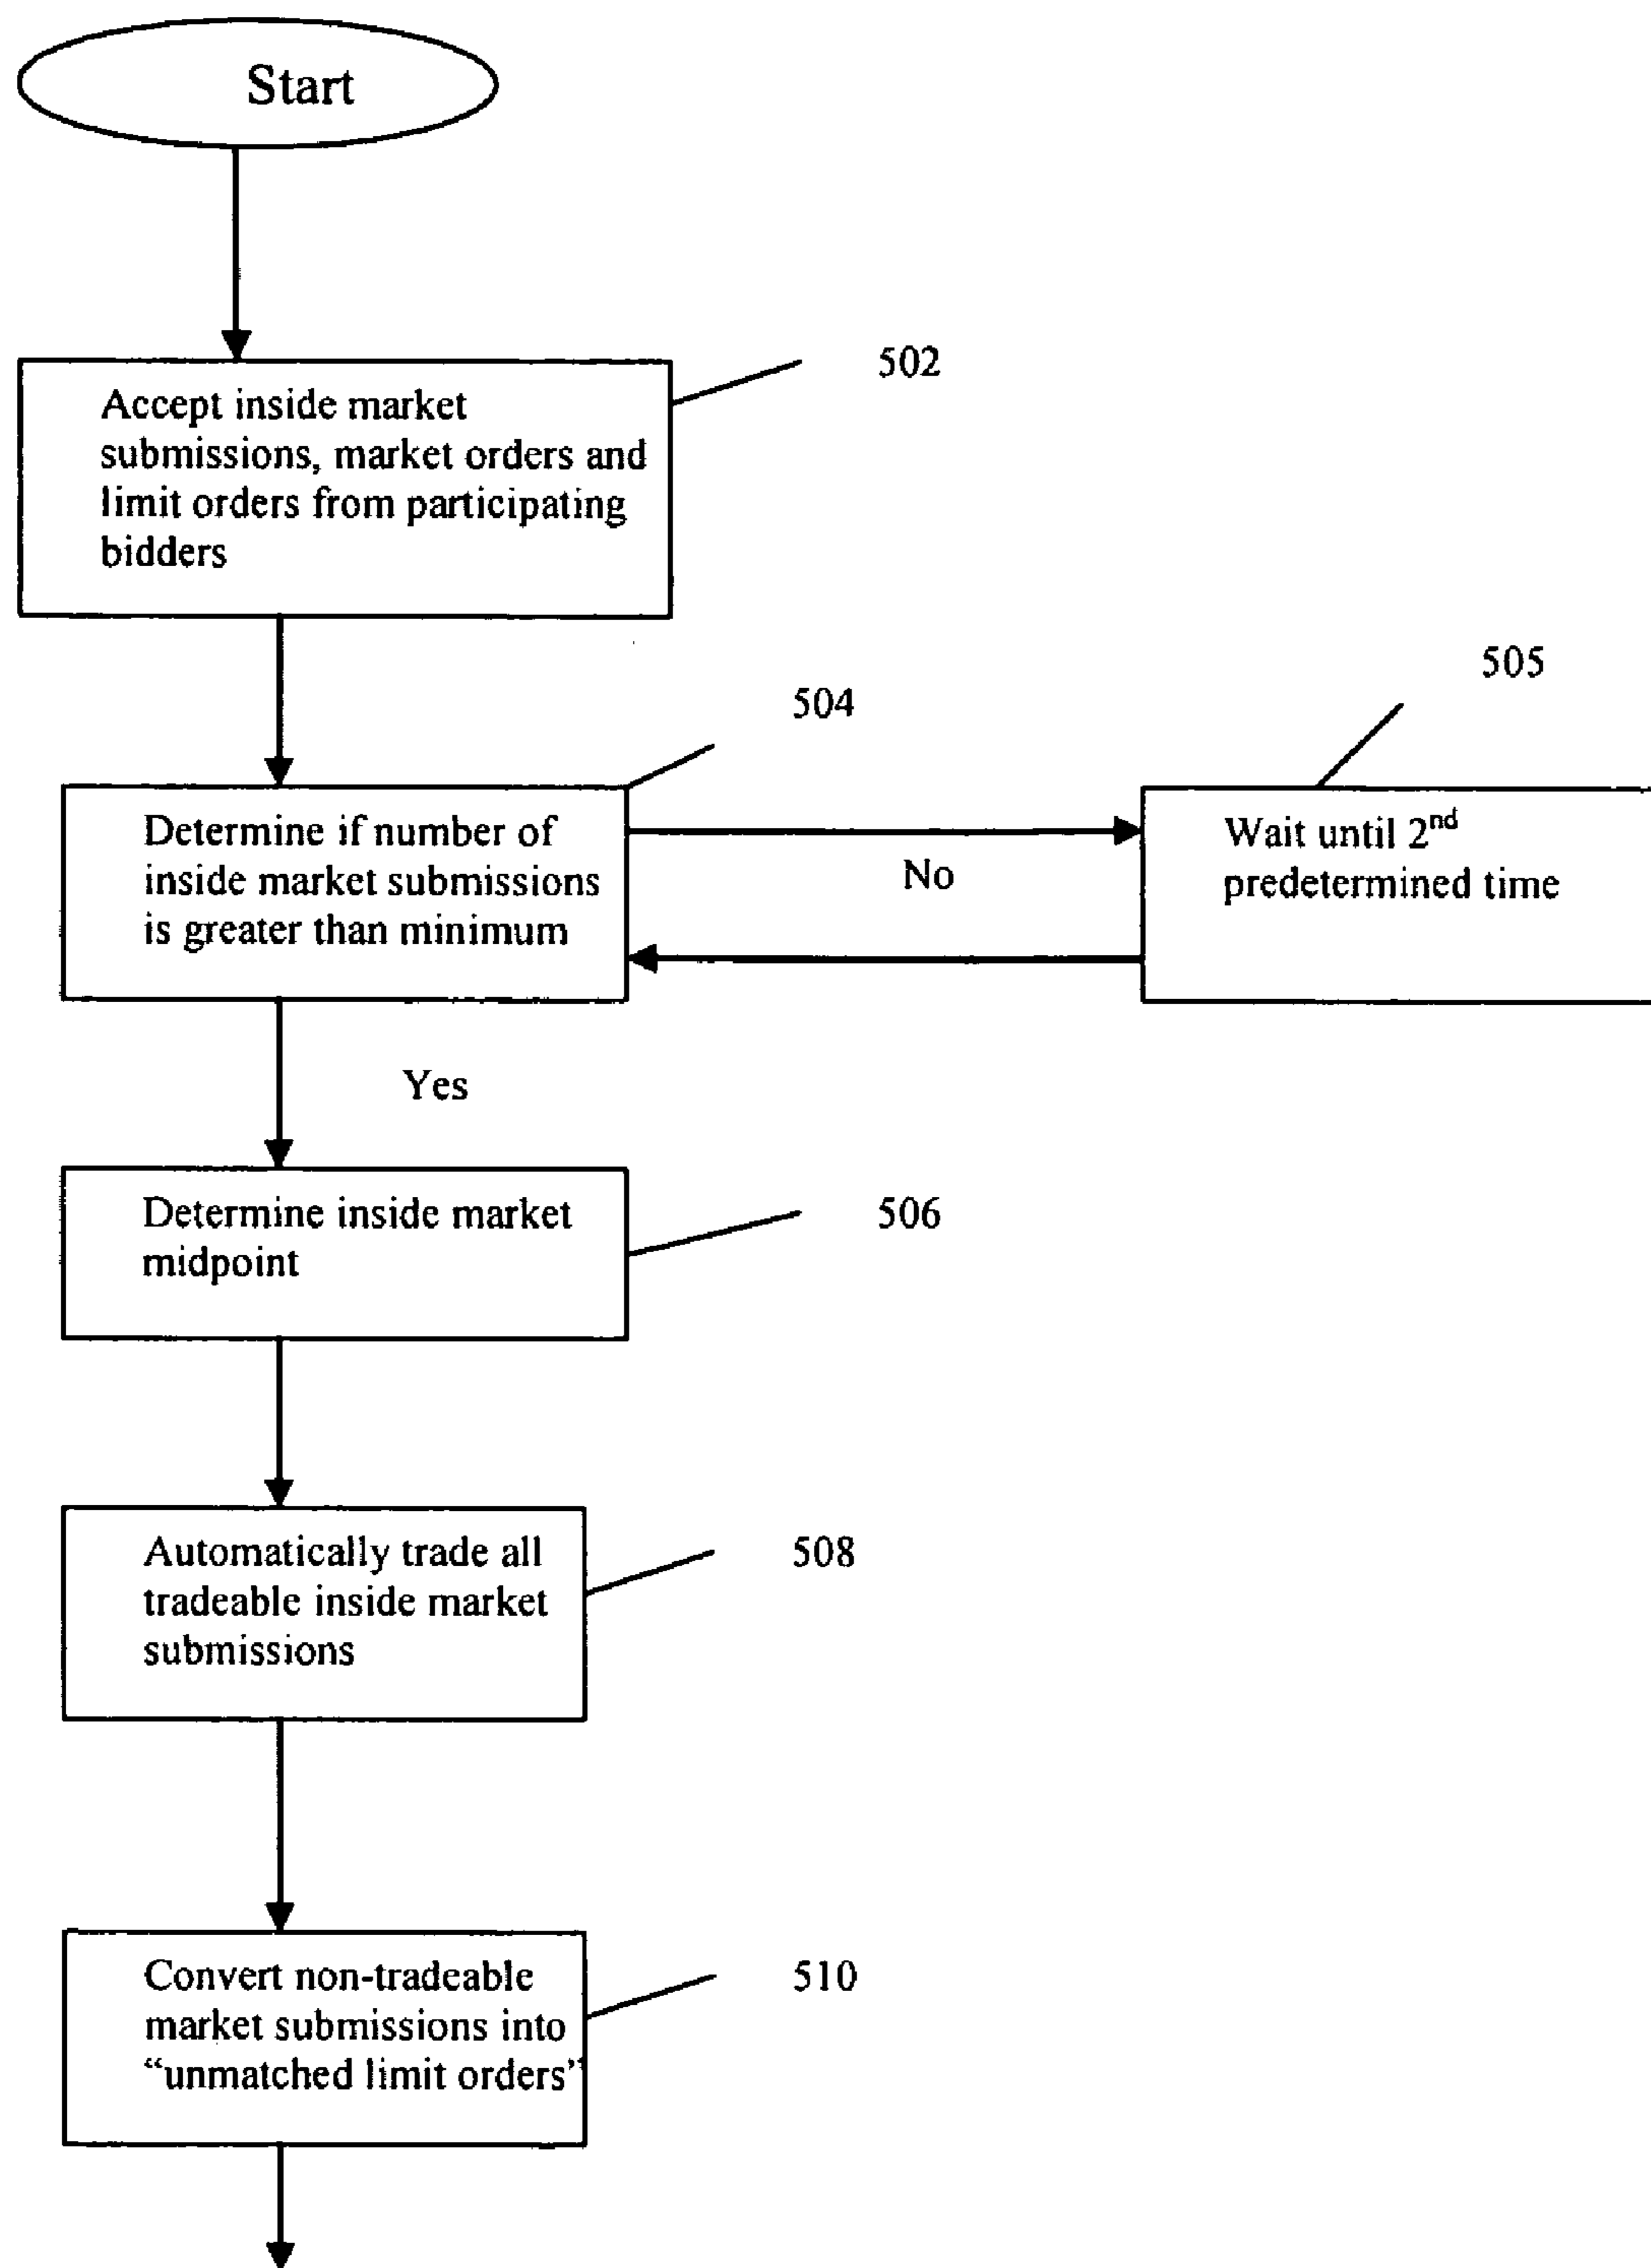 Start
502
Accept inside market
submissions, market orders and
limit orders from participating
bidders
505
504
Determine if number of
inside market submissions
is greater than minimum
No
Wait until 2nd
predetermined time
Yes
Determine inside market
midpoint
506
Automatically trade all
tradeable inside market
submissions
508
Convert non-tradeable
market submissions into
“unmatched limit orders”
510